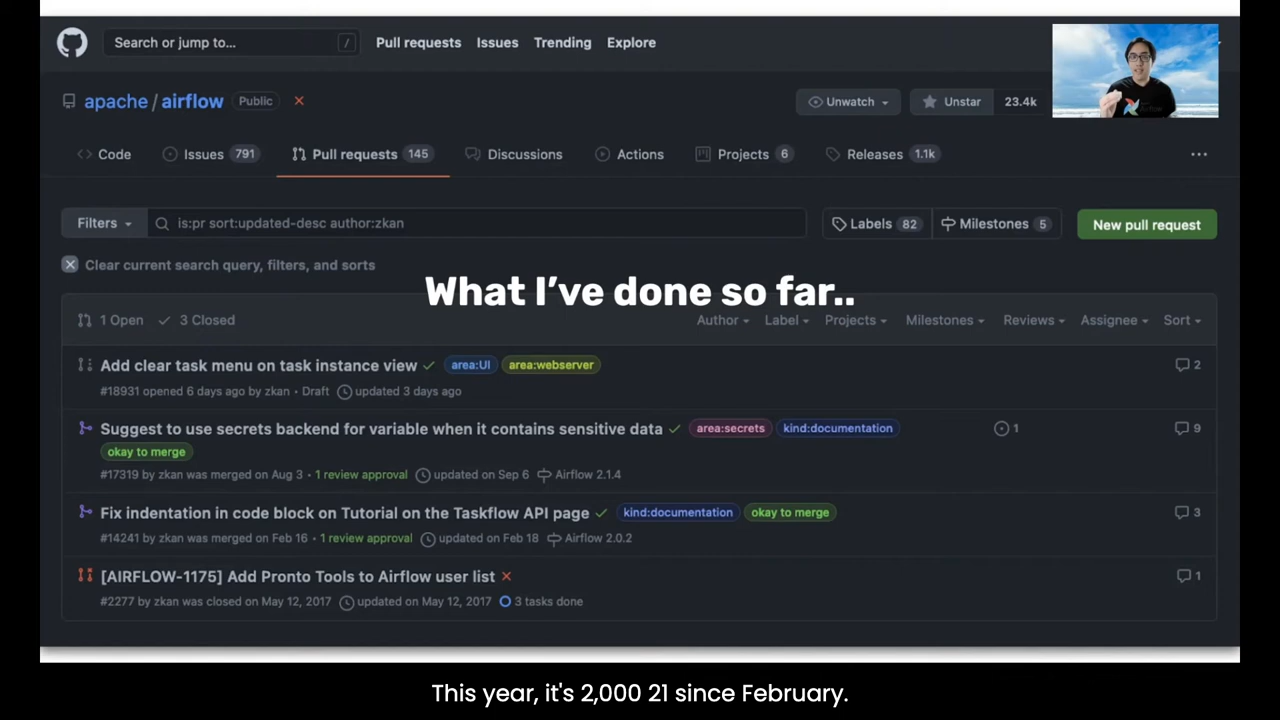 Search or jump to... / Pull requests Issues Trending Explore
apache / airflow Public Unwatch Unstar 23.4k
Code Issues 791 Pull requests 145 Discussions Actions Projects 6 Releases 1.1k
Filters is:pr sort:updated-desc author:zkan Labels 82 Milestones 5 New pull request
Clear current search query, filters, and sorts
What I’ve done so far..
1 Open 3 Closed Author Label Projects Milestones Reviews Assignee Sort
Add clear task menu on task instance view area:UI area:webserver 2
#18931 opened 6 days ago by zkan • Draft updated 3 days ago
Suggest to use secrets backend for variable when it contains sensitive data area:secrets kind:documentation 1 9
okay to merge
#17319 by zkan was merged on Aug 3 • 1 review approval updated on Sep 6 Airflow 2.1.4
Fix indentation in code block on Tutorial on the Taskflow API page kind:documentation okay to merge 3
#14241 by zkan was merged on Feb 16 • 1 review approval updated on Feb 18 Airflow 2.0.2
[AIRFLOW-1175] Add Pronto Tools to Airflow user list 1
#2277 by zkan was closed on May 12, 2017 updated on May 12, 2017 3 tasks done
This year, it's 2,000 21 since February.